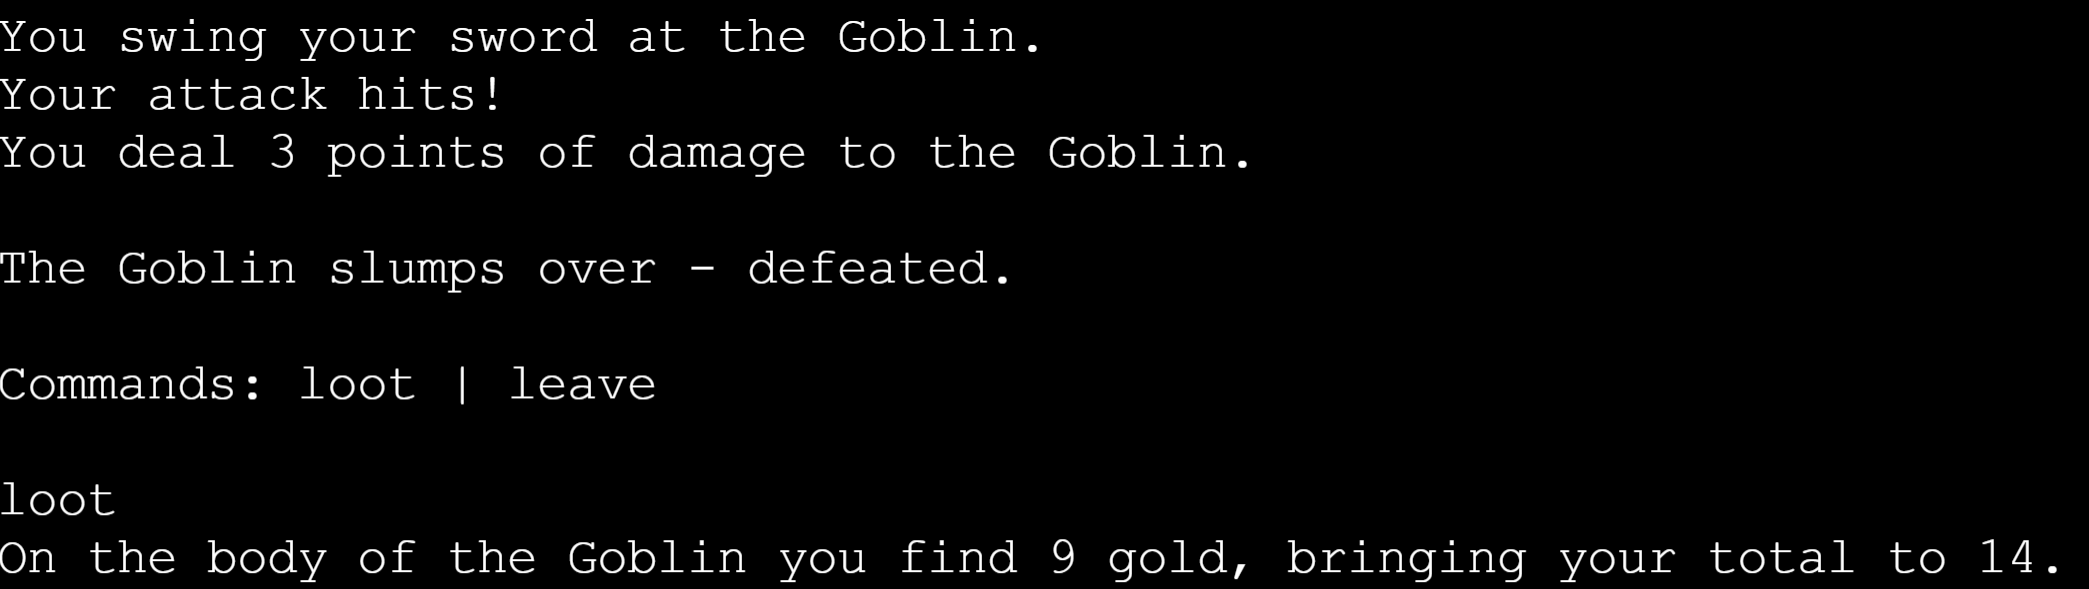 You swing your sword at the Goblin.
Your attack hits!
You deal 3 points of damage to the Goblin.
The Goblin slumps over - defeated.
Commands: loot | leave
loot
On the body of the Goblin you find 9 gold, bringing your total to 14.